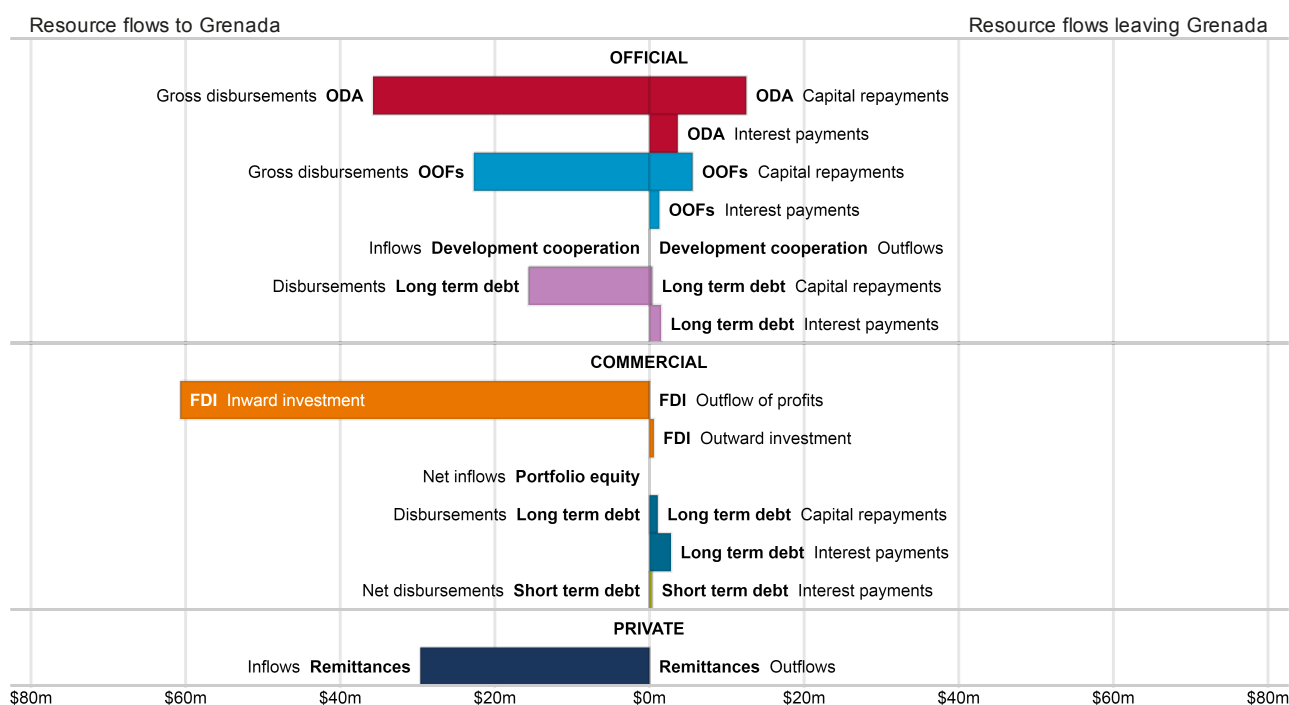 Resource flows to Grenada Resource flows leaving Grenada
OFFICIAL
Gross disbursements ODA ODA Capital repayments
ODA Interest payments
Gross disbursements OOFs OOFs Capital repayments
OOFs Interest payments
Inflows Development cooperation Development cooperation Outflows
Disbursements Long term debt Long term debt Capital repayments
Long term debt Interest payments
COMMERCIAL
FDI Inward investment FDI Outflow of profits
FDI Outward investment
Net inflows Portfolio equity
Disbursements Long term debt Long term debt Capital repayments
Long term debt Interest payments
Net disbursements Short term debt Short term debt Interest payments
PRIVATE
Inflows Remittances Remittances Outflows
$80m $60m $40m $20m $0m $20m $40m $60m $80m